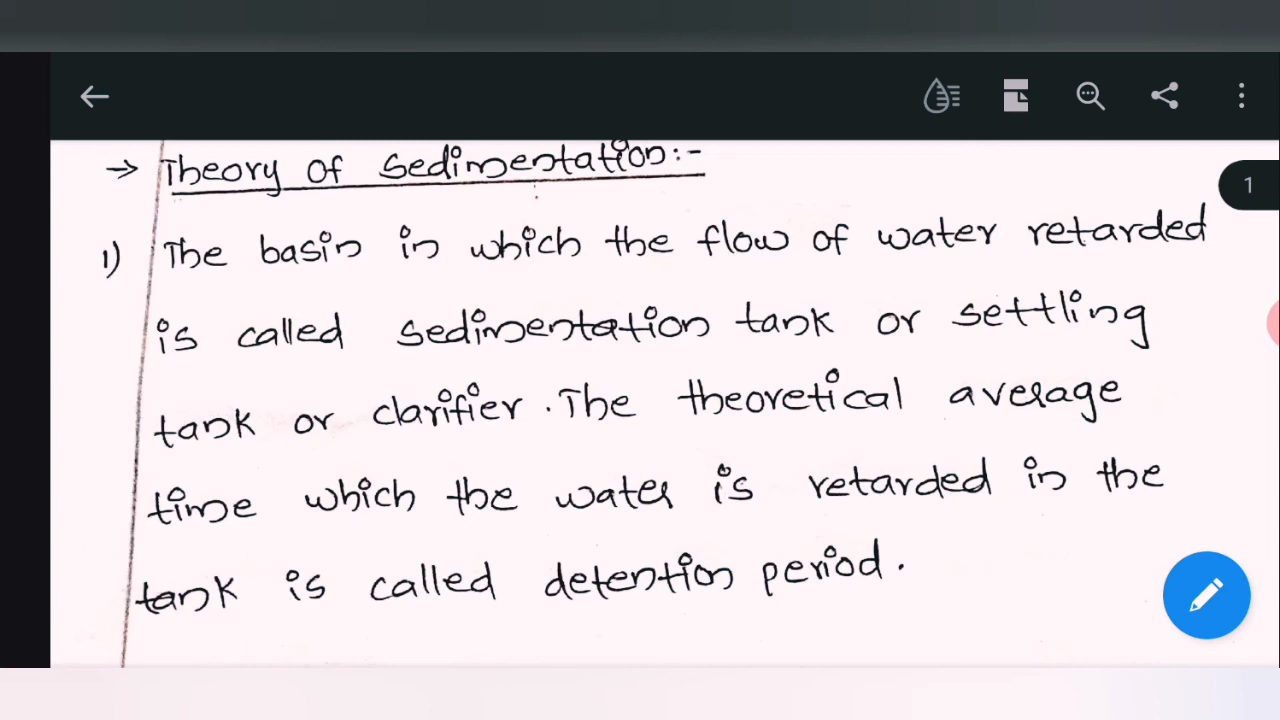 → Theory of Sedimentation:-
1
1) The basin in which the flow of water retarded
is called sedimentation tank or settling
tank or clarifier. The theoretical average
time which the water is retarded in the
tank is called detention period.